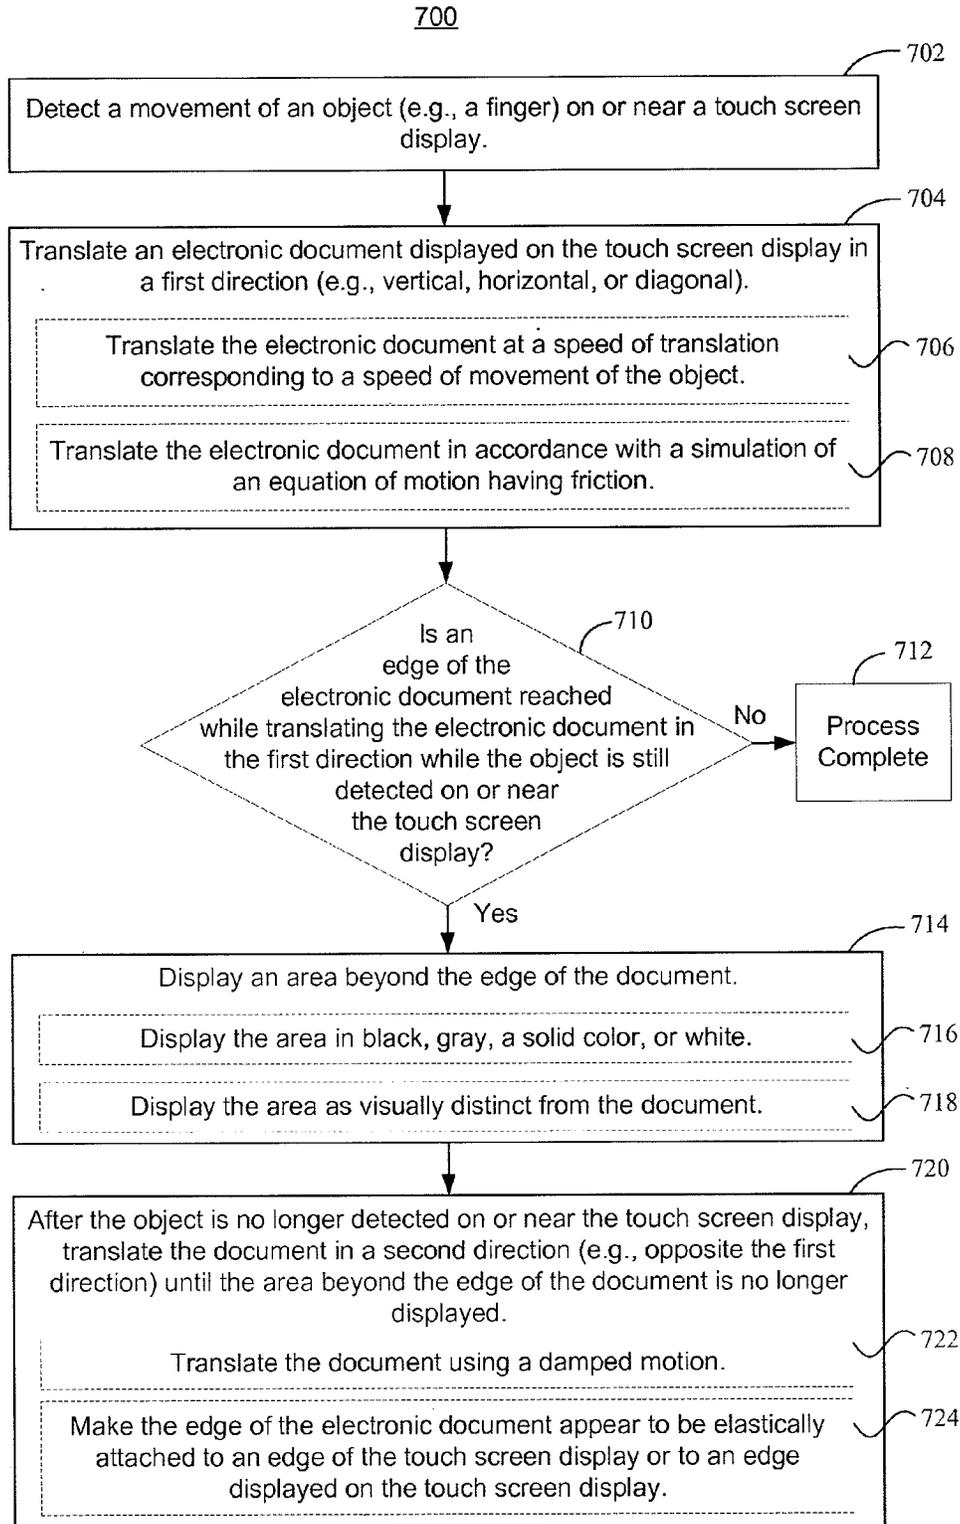 700
702
Detect a movement of an object (e.g., a finger) on or near a touch screen
display.
704
Translate an electronic document displayed on the touch screen display in
a first direction (e.g., vertical, horizontal, or diagonal).
Translate the electronic document at a speed of translation
corresponding to a speed of movement of the object.
706
Translate the electronic document in accordance with a simulation of
an equation of motion having friction.
708
710
Is an
edge of the
electronic document reached
while translating the electronic document in
the first direction while the object is still
detected on or near
the touch screen
display?
No
712
Process
Complete
Yes
714
Display an area beyond the edge of the document.
Display the area in black, gray, a solid color, or white.
716
Display the area as visually distinct from the document.
718
720
After the object is no longer detected on or near the touch screen display,
translate the document in a second direction (e.g., opposite the first
direction) until the area beyond the edge of the document is no longer
displayed.
722
Translate the document using a damped motion.
724
Make the edge of the electronic document appear to be elastically
attached to an edge of the touch screen display or to an edge
displayed on the touch screen display.